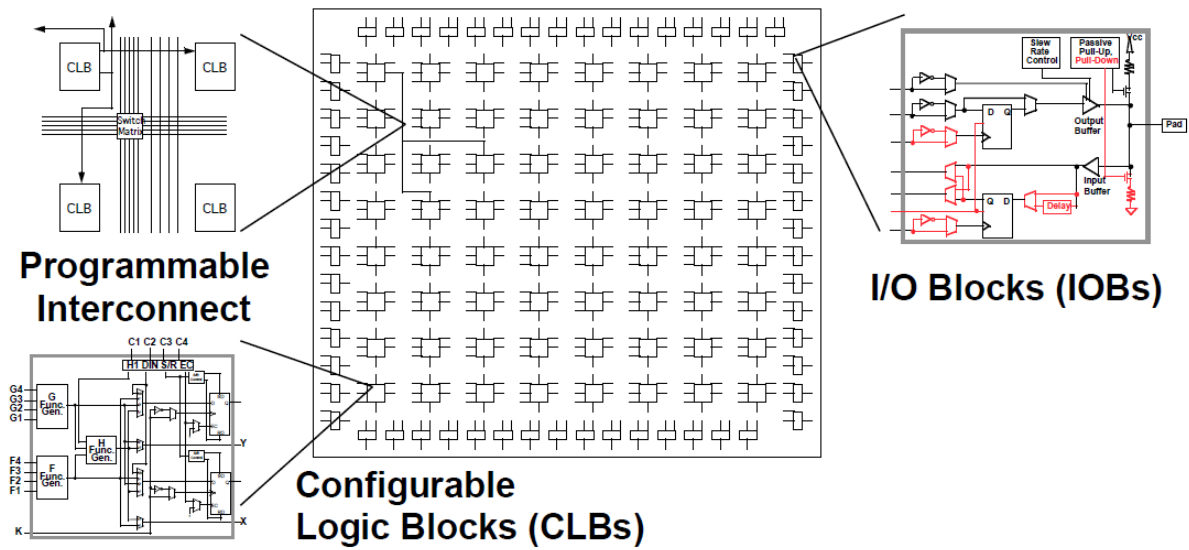 CLB
CLB
Switch
Matrix
CLB
CLB
Programmable
Interconnect
Slew
Rate
Control
Passive
Pull-Up,
Pull-Down
Vcc
D Q
Output
Buffer
Pad
Input
Buffer
Q D
Delay
I/O Blocks (IOBs)
C1 C2 C3 C4
H1 DIN S/R EC
G4
G3
G2
G1
G
Func.
Gen.
H
Func.
Gen.
F4
F3
F2
F1
F
Func.
Gen.
Y
X
K
Configurable
Logic Blocks (CLBs)